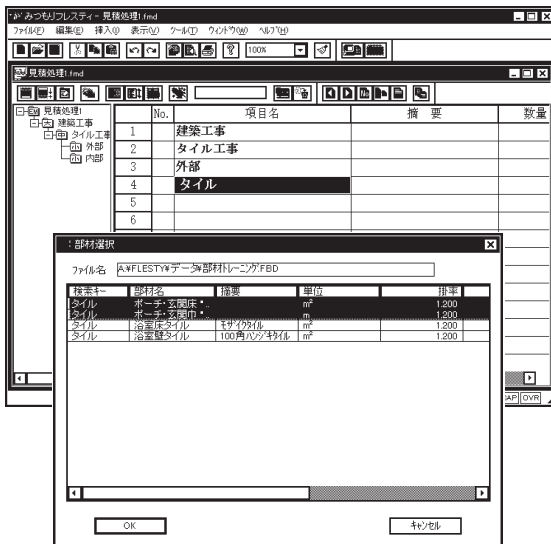 みつもりフレスティ - 見積処理1.fmd
ファイル(F) 編集(E) 挿入(I) 表示(V) ツール(T) ウィンドウ(W) ヘルプ(H)
100%
見積処理1.fmd
見積処理1
大 建築工事
中 タイル工事
小 外部
小 内部
No. 項目名 摘 要 数量
1 建築工事
2 タイル工事
3 外部
4 タイル
5
6
部材選択
ファイル名 A:¥FLESTY¥データ¥部材トレーニング.FBD
検索キー 部材名 摘要 単位 掛率
タイル ポーチ・玄関床・.. m² 1.200
タイル ポーチ・玄関巾・.. m 1.200
タイル 浴室床タイル モザイクタイル m² 1.200
タイル 浴室壁タイル 100角ハンジキタイル m² 1.200
OVR
OK キャンセル